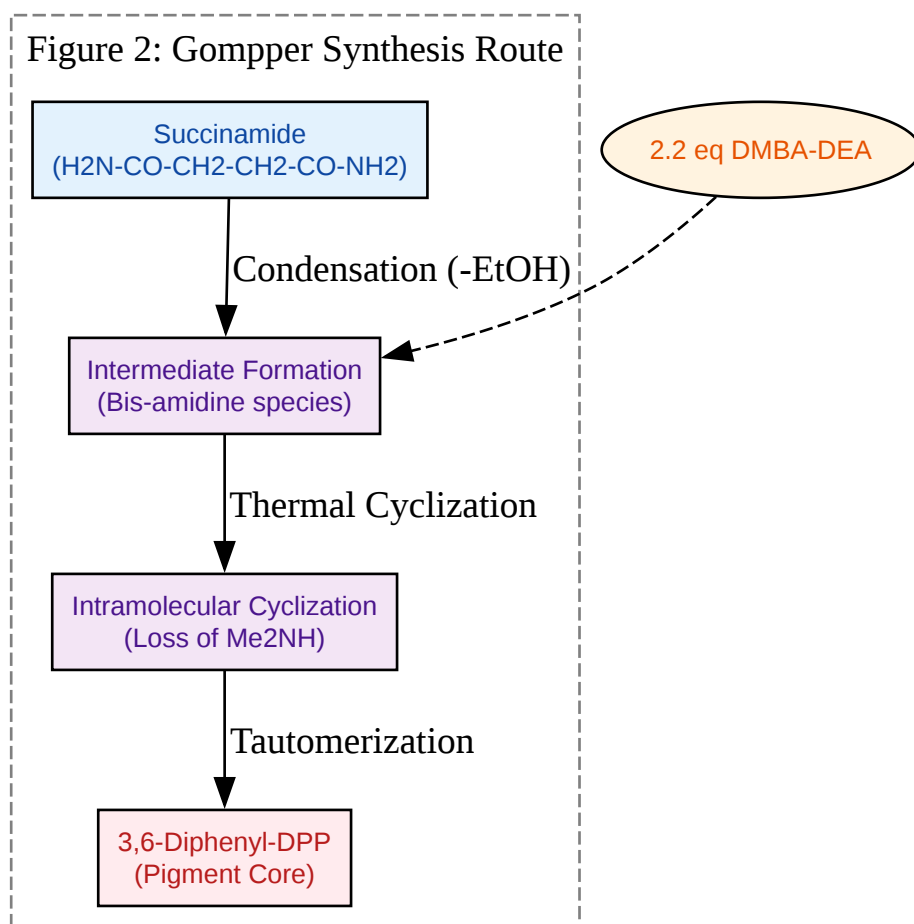 Figure 2: Gompper Synthesis Route
Succinamide
(H2N-CO-CH2-CH2-CO-NH2)
2.2 eq DMBA-DEA
Condensation (-EtOH)
Intermediate Formation
(Bis-amidine species)
Thermal Cyclization
Intramolecular Cyclization
(Loss of Me2NH)
Tautomerization
3,6-Diphenyl-DPP
(Pigment Core)